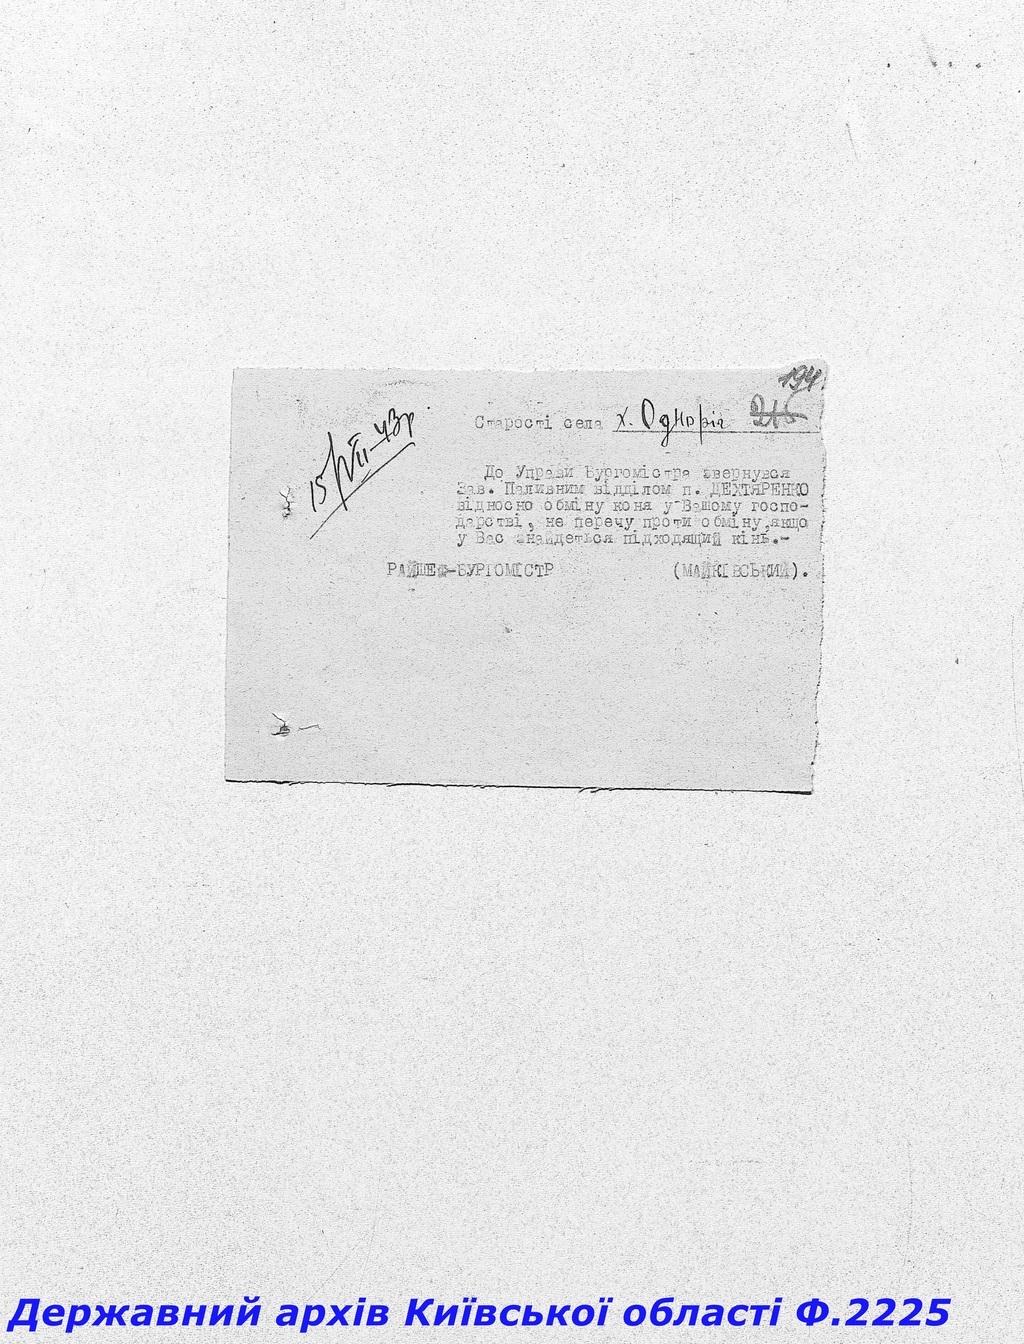 194
216
15/VII-43р.
Старості села х. Одноріг
До Управи Бургомістра звернувся
Зав. Паливним відділом п. ДЕХТЯРЕНКО
відносно обміну коня у Вашому госпо-
дарстві, не перечу проти обміну,якщо
у Вас знайдеться підходящий кінь.-
РАЙШЕФ-БУРГОМІСТР (МАЙКІВСЬКИЙ).
Державний архів Київської області Ф.2225